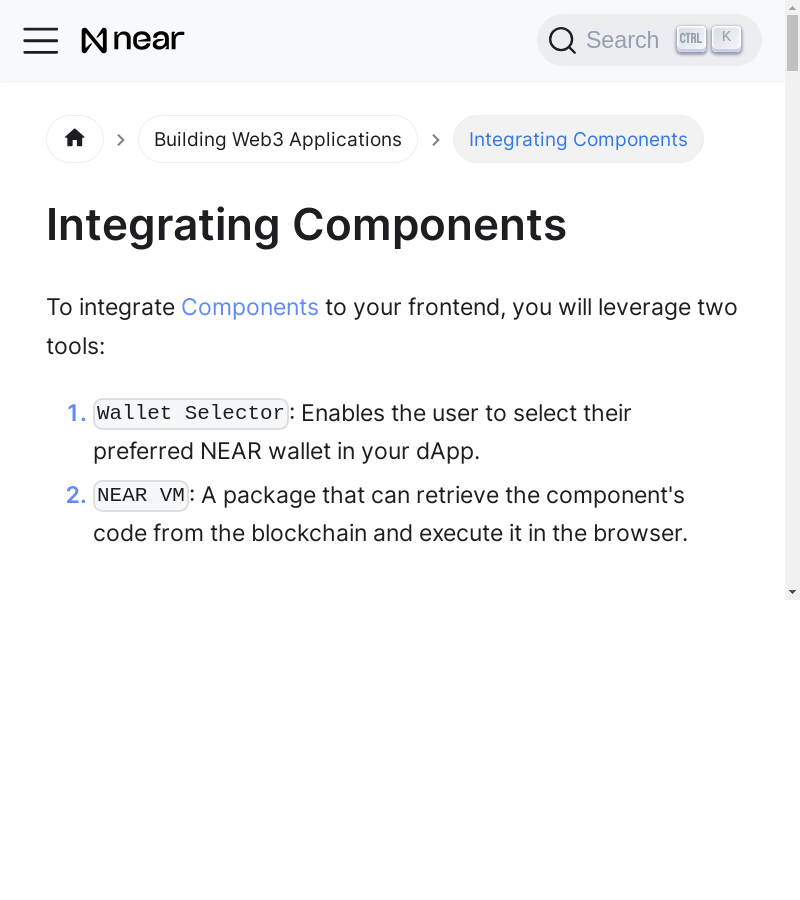 near
Search CTRL K
Building Web3 Applications
Integrating Components
Integrating Components
To integrate Components to your frontend, you will leverage two
tools:
1. Wallet Selector: Enables the user to select their
preferred NEAR wallet in your dApp.
2. NEAR VM: A package that can retrieve the component's
code from the blockchain and execute it in the browser.